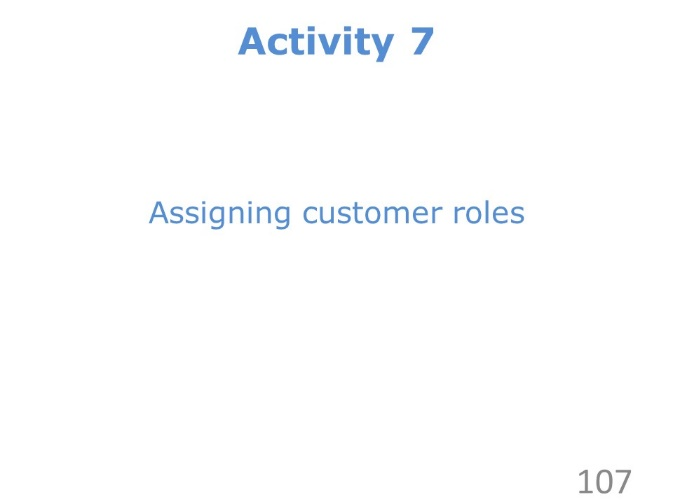 Activity 7
Assigning customer roles
107